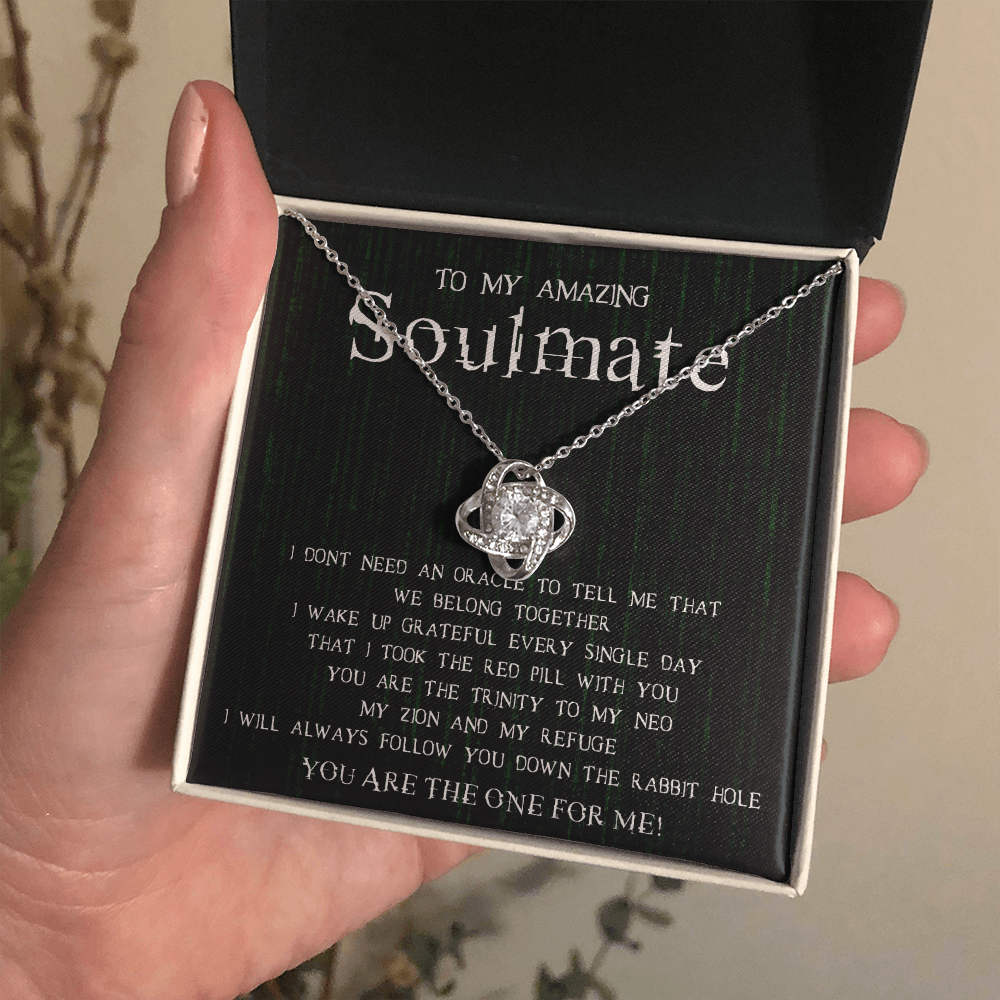 TO MY AMAZING
Soulmate
I DONT NEED AN ORACLE TO TELL ME THAT
WE BELONG TOGETHER
I WAKE UP GRATEFUL EVERY SINGLE DAY
THAT I TOOK THE RED PILL WITH YOU
YOU ARE THE TRINITY TO MY NEO
MY ZION AND MY REFUGE
I WILL ALWAYS FOLLOW YOU DOWN THE RABBIT HOLE
YOU ARE THE ONE FOR ME!